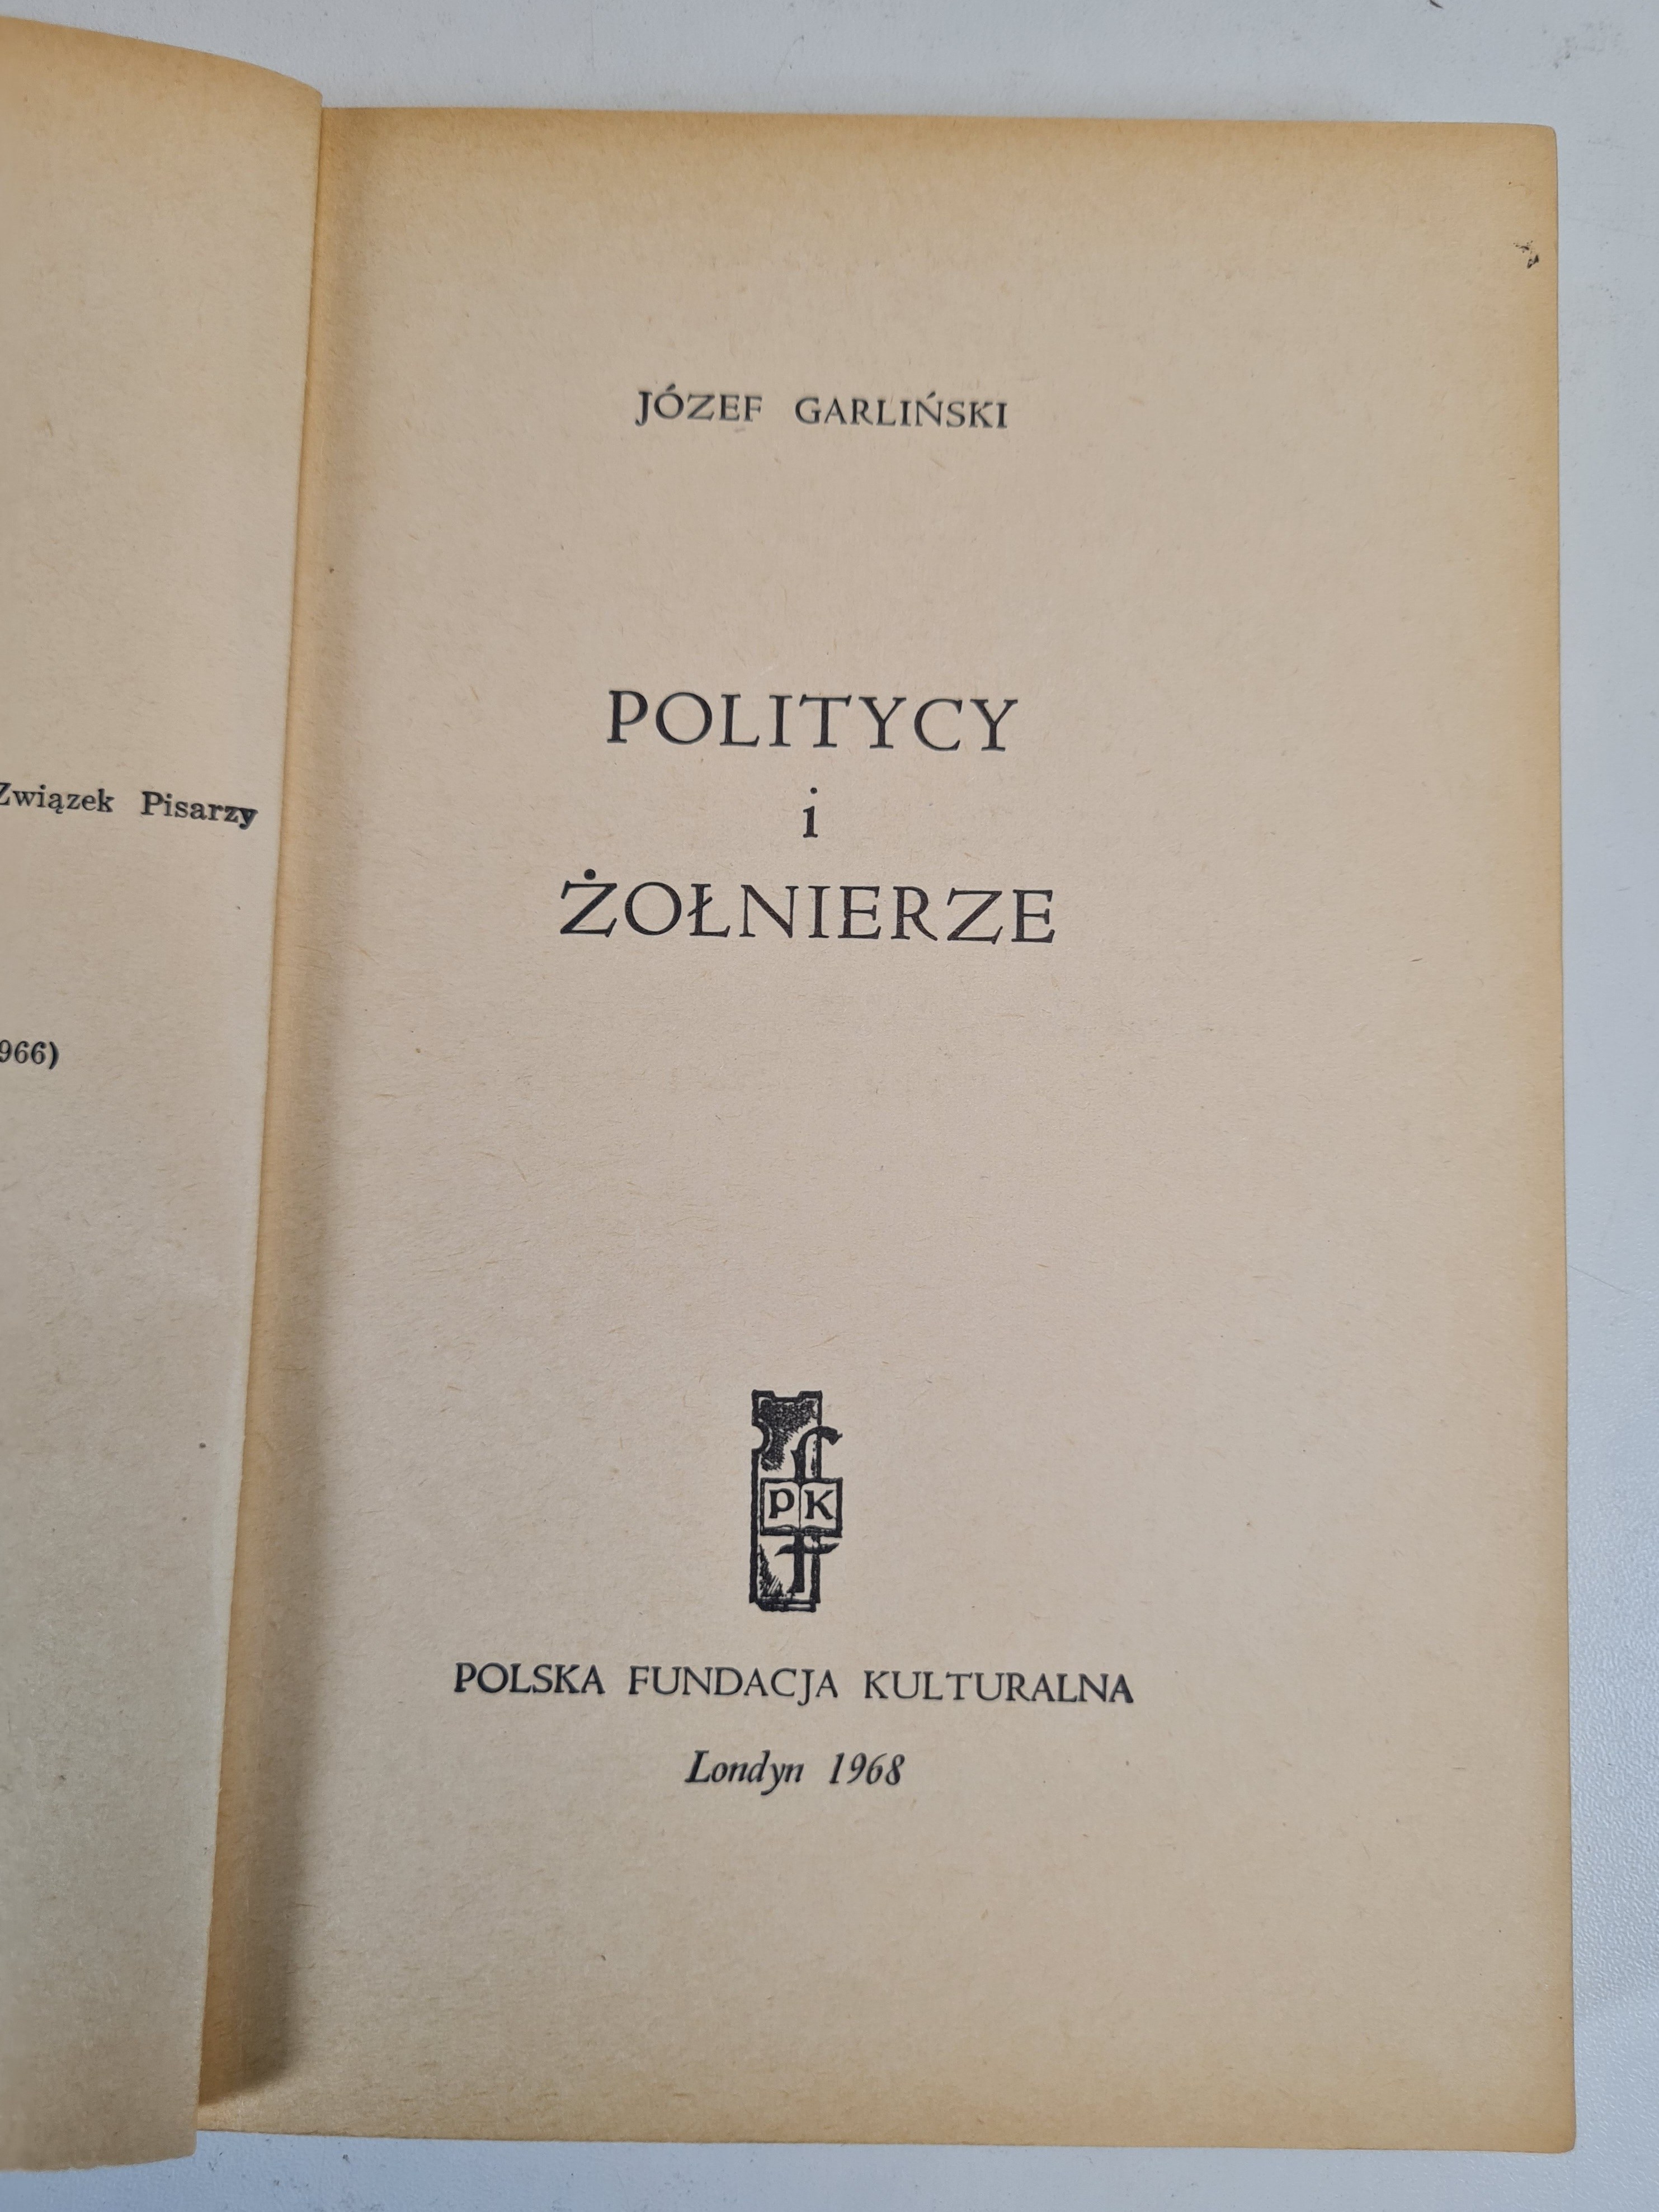 Związek Pisarzy
966)
JÓZEF GARLIŃSKI
POLITYCY
i
ŻOŁNIERZE
f
PK
POLSKA FUNDACJA KULTURALNA
Londyn 1968